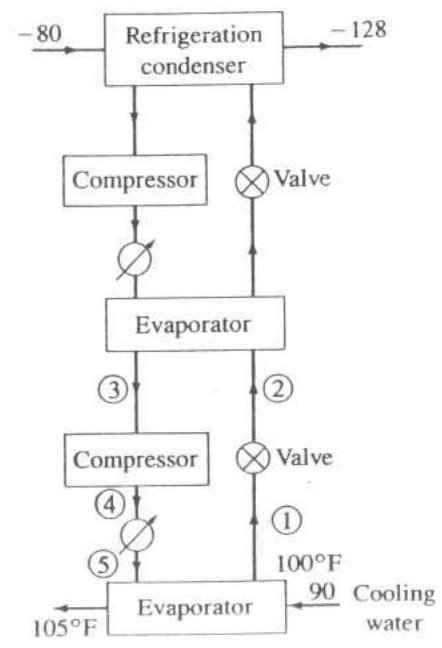 −80
Refrigeration
condenser
−128
Compressor
Valve
Evaporator
③
②
Compressor
Valve
④
①
⑤
100°F
Evaporator
90
Cooling
water
105°F